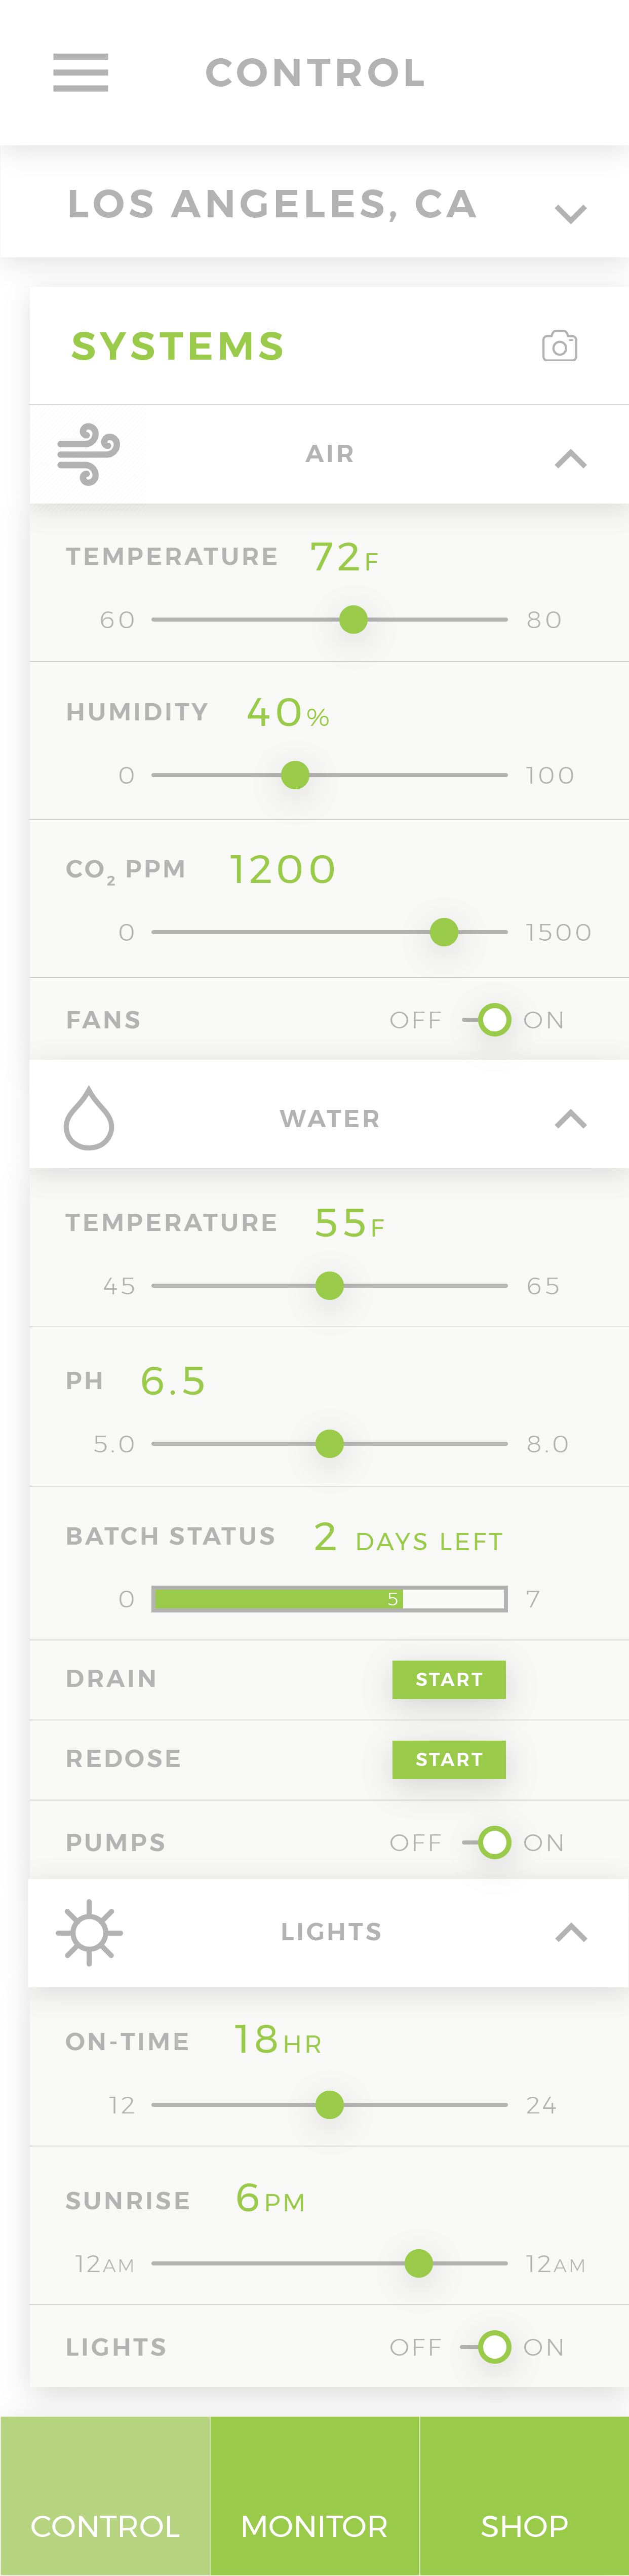 CONTROL
LOS ANGELES, CA
SYSTEMS
AIR
TEMPERATURE 72F
60 80
HUMIDITY 40%
0 100
CO₂ PPM 1200
0 1500
FANS OFF ON
WATER
TEMPERATURE 55F
45 65
PH 6.5
5.0 8.0
BATCH STATUS 2 DAYS LEFT
0 5 7
DRAIN START
REDOSE START
PUMPS OFF ON
LIGHTS
ON-TIME 18HR
12 24
SUNRISE 6PM
12AM 12AM
LIGHTS OFF ON
CONTROL MONITOR SHOP